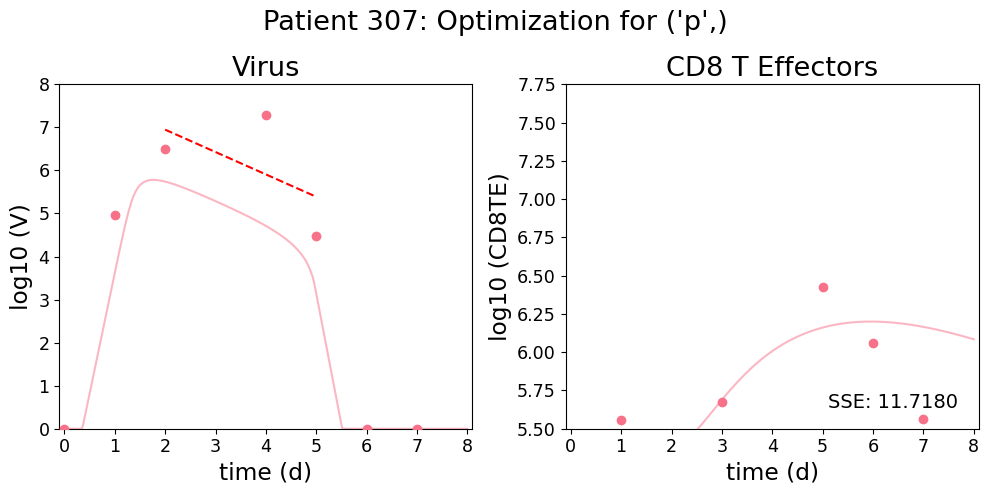 Patient 307: Optimization for ('p',)
Virus
CD8 T Effectors
log10 (V)
8
7
6
5
4
3
2
1
0
0 1 2 3 4 5 6 7 8
time (d)
log10 (CD8TE)
7.75
7.50
7.25
7.00
6.75
6.50
6.25
6.00
5.75
5.50
SSE: 11.7180
0 1 2 3 4 5 6 7 8
time (d)